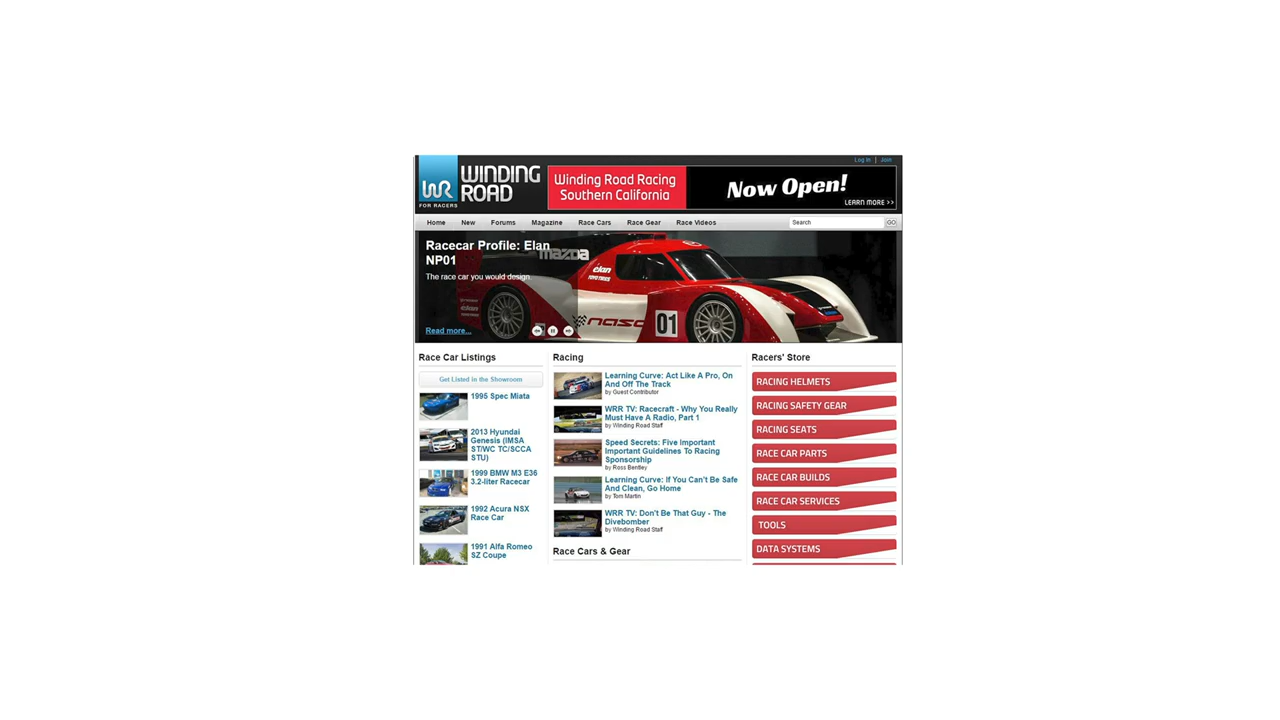 Log In | Join
WR
FOR RACERS
WINDING
ROAD
Winding Road Racing
Southern California
Now Open!
LEARN MORE >>
Home New Forums Magazine Race Cars Race Gear Race Videos
Search GO
Racecar Profile: Elan
NP01
The race car you would design
Read more...
mazda
élan
nasa
01
Race Car Listings
Get Listed in the Showroom
1995 Spec Miata
2013 Hyundai
Genesis (IMSA
ST/WC TC/SCCA
STU)
1999 BMW M3 E36
3.2-liter Racecar
1992 Acura NSX
Race Car
1991 Alfa Romeo
SZ Coupe
Racing
Learning Curve: Act Like A Pro, On
And Off The Track
by Guest Contributor
WRR TV: Racecraft - Why You Really
Must Have A Radio, Part 1
by Winding Road Staff
Speed Secrets: Five Important
Important Guidelines To Racing
Sponsorship
by Ross Bentley
Learning Curve: If You Can't Be Safe
And Clean, Go Home
by Tom Martin
WRR TV: Don't Be That Guy - The
Divebomber
by Winding Road Staff
Race Cars & Gear
Racers' Store
RACING HELMETS
RACING SAFETY GEAR
RACING SEATS
RACE CAR PARTS
RACE CAR BUILDS
RACE CAR SERVICES
TOOLS
DATA SYSTEMS